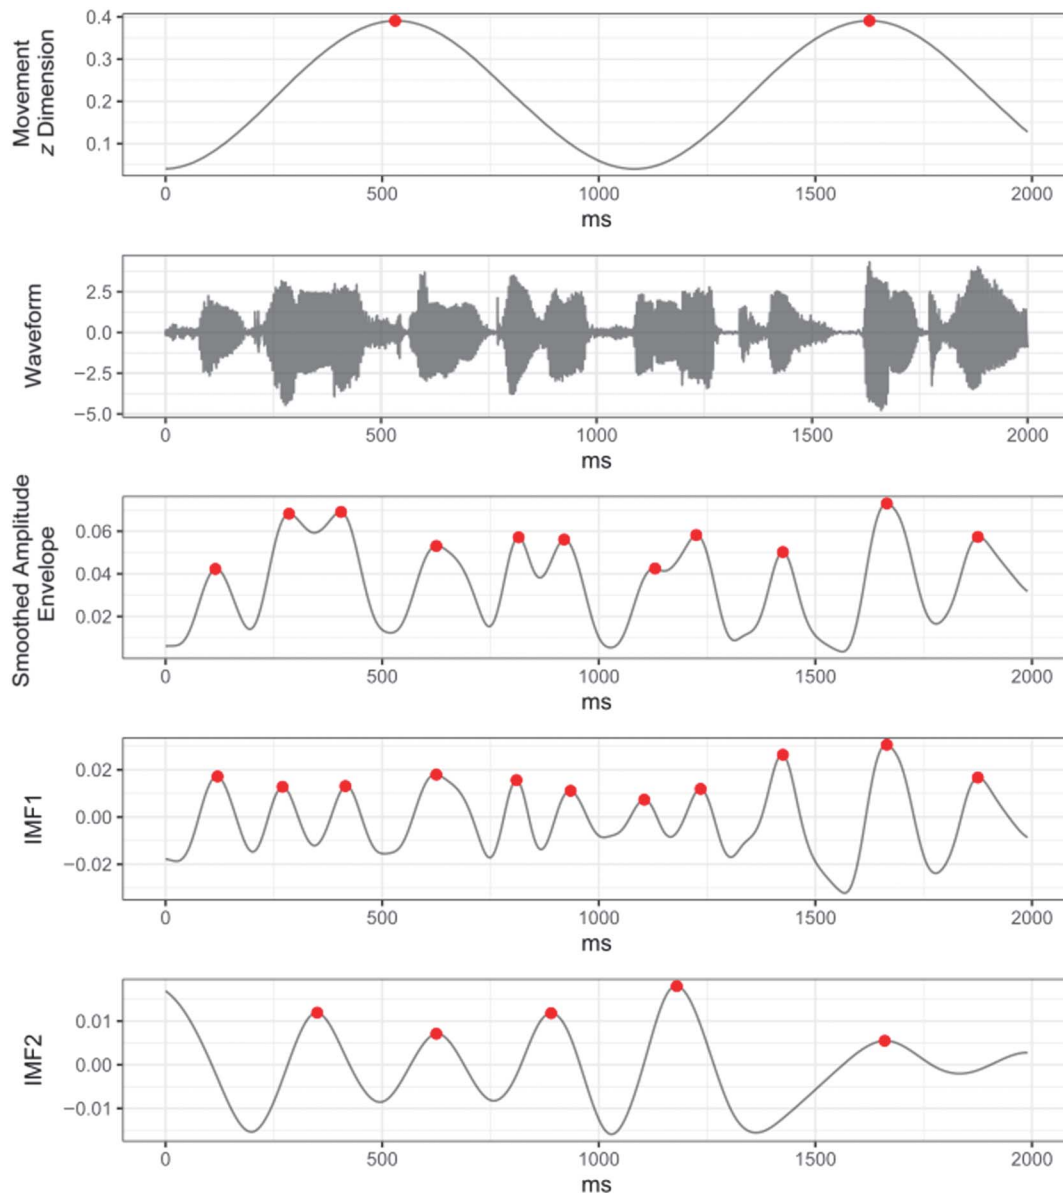 Movement
z Dimension
0.4
0.3
0.2
0.1
0 500 1000 1500 2000
ms
Waveform
2.5
0.0
−2.5
−5.0
0 500 1000 1500 2000
ms
Smoothed Amplitude
Envelope
0.06
0.04
0.02
0 500 1000 1500 2000
ms
IMF1
0.02
0.00
−0.02
0 500 1000 1500 2000
ms
IMF2
0.01
0.00
−0.01
0 500 1000 1500 2000
ms